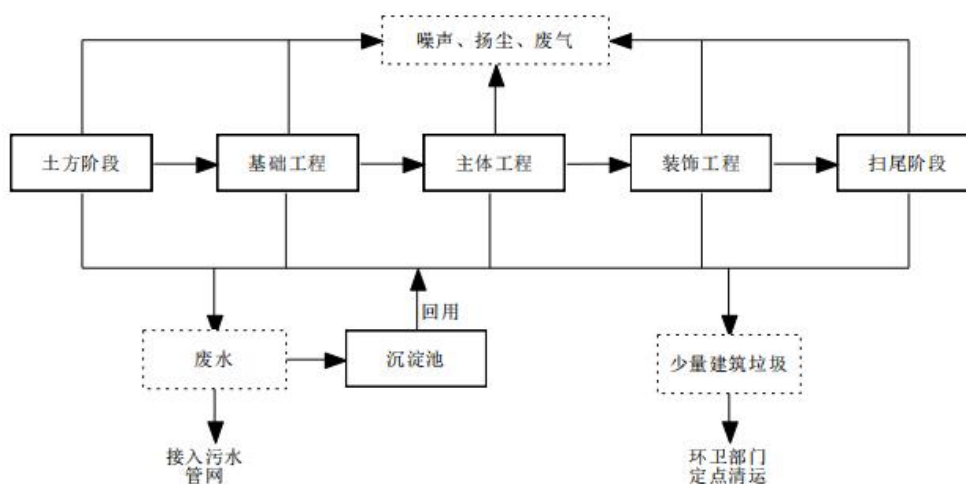 噪声、扬尘、废气
土方阶段
基础工程
主体工程
装饰工程
扫尾阶段
回用
废水
沉淀池
少量建筑垃圾
接入污水
管网
环卫部门
定点清运